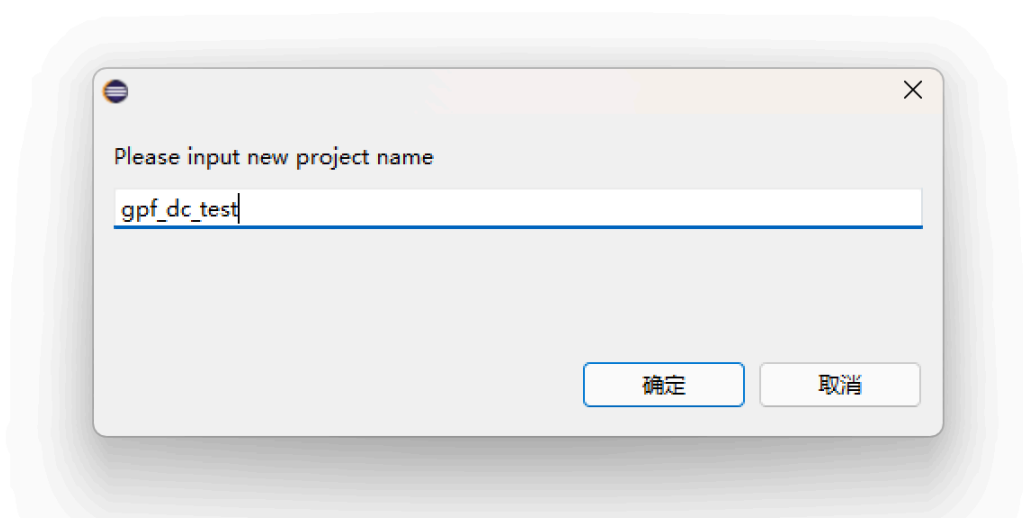 Please input new project name
gpf_dc_test
确定
取消